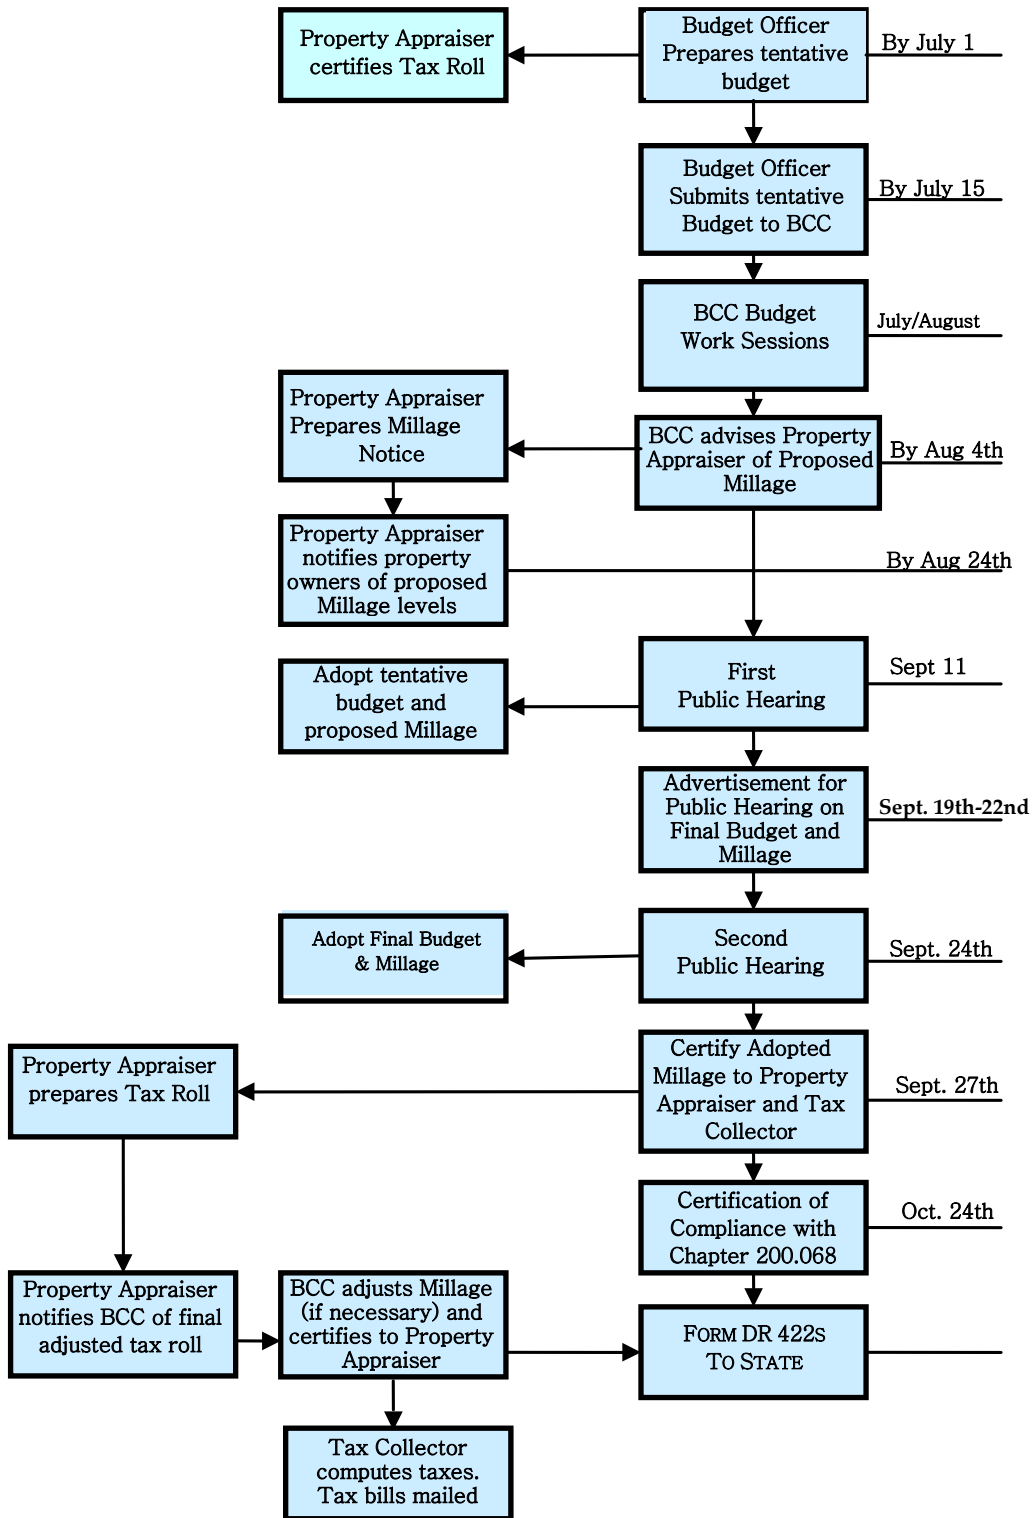 Property Appraiser
certifies Tax Roll
Budget Officer
Prepares tentative
budget
By July 1
Budget Officer
Submits tentative
Budget to BCC
By July 15
BCC Budget
Work Sessions
July/August
Property Appraiser
Prepares Millage
Notice
BCC advises Property
Appraiser of Proposed
Millage
By Aug 4th
Property Appraiser
notifies property
owners of proposed
Millage levels
By Aug 24th
First
Public Hearing
Sept 11
Adopt tentative
budget and
proposed Millage
Advertisement for
Public Hearing on
Final Budget and
Millage
Sept. 19th-22nd
Adopt Final Budget
& Millage
Second
Public Hearing
Sept. 24th
Property Appraiser
prepares Tax Roll
Certify Adopted
Millage to Property
Appraiser and Tax
Collector
Sept. 27th
Certification of
Compliance with
Chapter 200.068
Oct. 24th
Property Appraiser
notifies BCC of final
adjusted tax roll
BCC adjusts Millage
(if necessary) and
certifies to Property
Appraiser
FORM DR 422S
TO STATE
Tax Collector
computes taxes.
Tax bills mailed